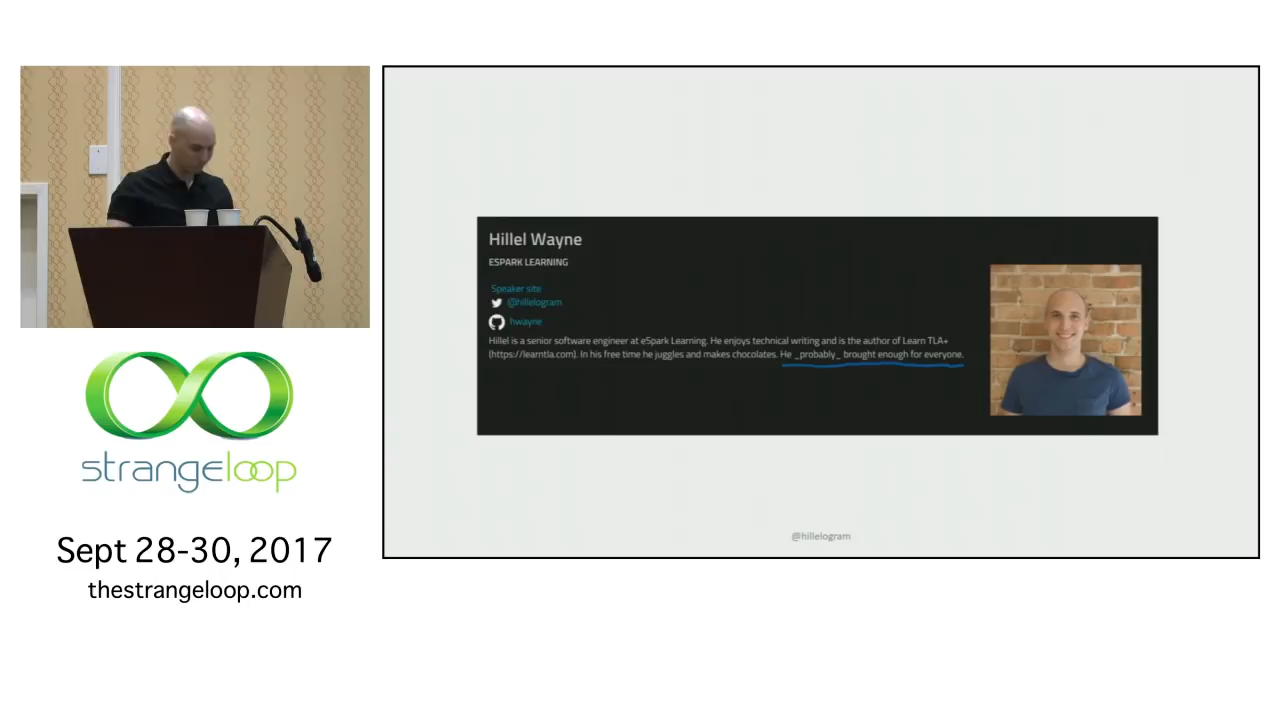 strangeloop
Sept 28-30, 2017
thestrangeloop.com
Hillel Wayne
ESPARK LEARNING
Speaker site
@hillelogram
hwayne
Hillel is a senior software engineer at eSpark Learning. He enjoys technical writing and is the author of Learn TLA+
(https://learntla.com). In his free time he juggles and makes chocolates. He _probably_ brought enough for everyone.
@hillelogram